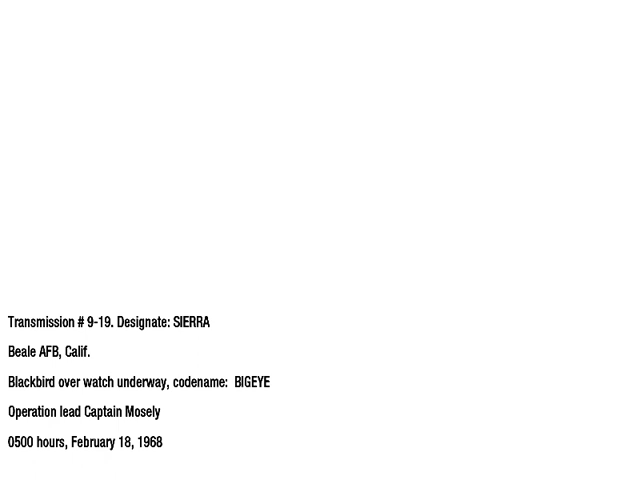 Transmission # 9-19. Designate: SIERRA
Beale AFB, Calif.
Blackbird over watch underway, codename:  BIGEYE
Operation lead Captain Mosely
0500 hours, February 18, 1968